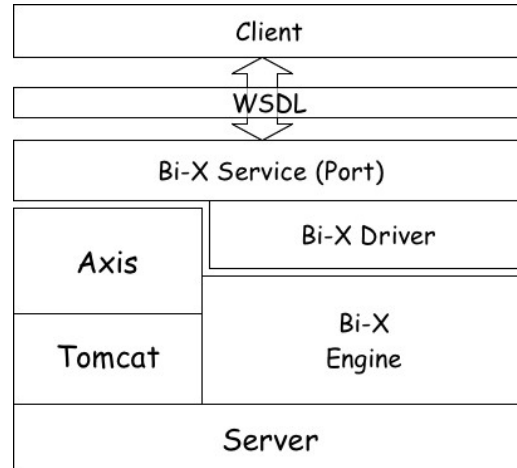 Client
WSDL
Bi-X Service (Port)
Bi-X Driver
Axis
Bi-X
Engine
Tomcat
Server